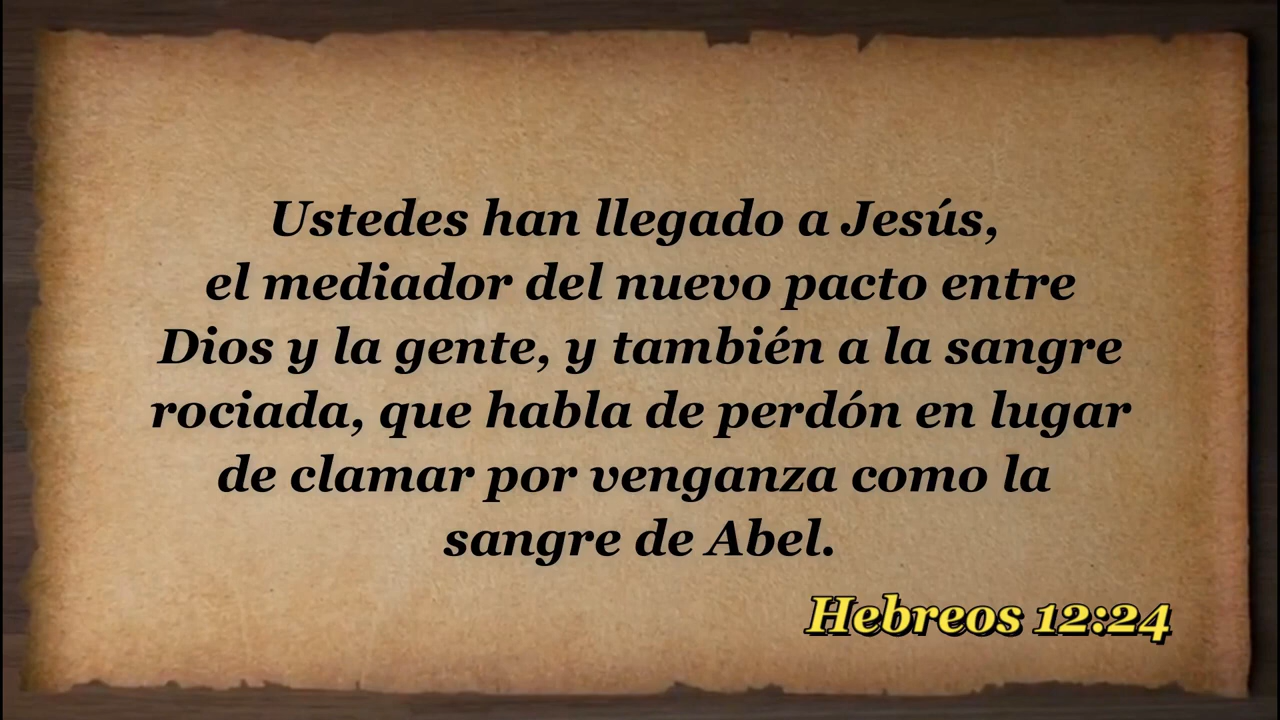 Ustedes han llegado a Jesús,
el mediador del nuevo pacto entre
Dios y la gente, y también a la sangre
rociada, que habla de perdón en lugar
de clamar por venganza como la
sangre de Abel.
Hebreos 12:24